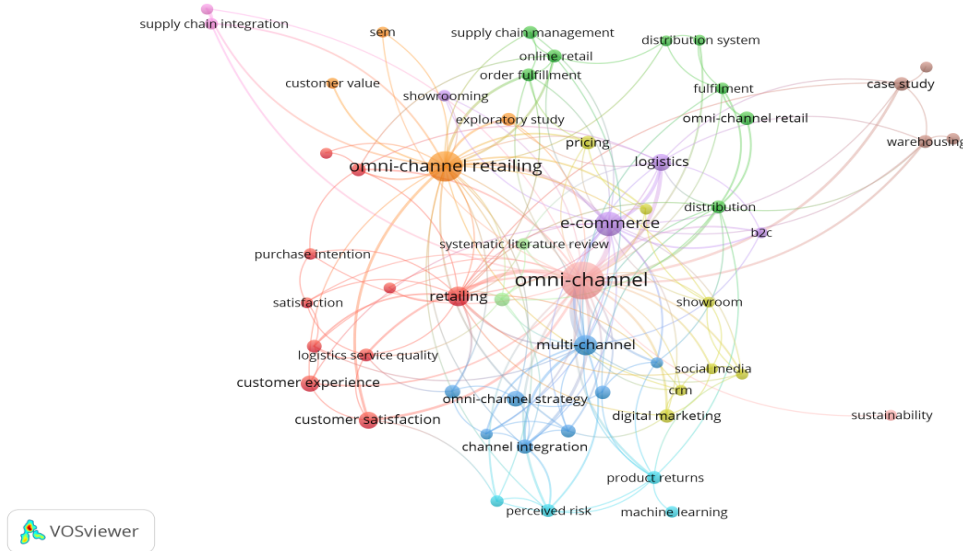 supply chain integration
sem
supply chain management
distribution system
online retail
order fulfillment
customer value
showrooming
fulfilment
case study
exploratory study
omni-channel retail
pricing
warehousing
omni-channel retailing
logistics
distribution
e-commerce
b2c
systematic literature review
purchase intention
omni-channel
satisfaction
retailing
showroom
multi-channel
logistics service quality
social media
customer experience
crm
omni-channel strategy
customer satisfaction
digital marketing
sustainability
channel integration
product returns
perceived risk
machine learning
VOSviewer